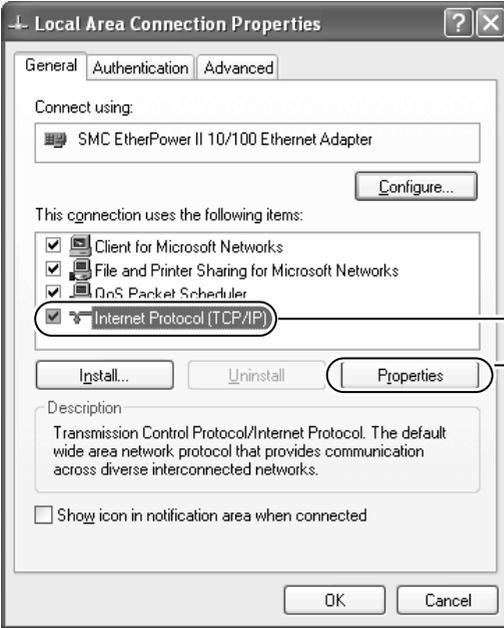 Local Area Connection Properties
General Authentication Advanced
Connect using:
SMC EtherPower II 10/100 Ethernet Adapter
Configure...
This connection uses the following items:
Client for Microsoft Networks
File and Printer Sharing for Microsoft Networks
QoS Packet Scheduler
Internet Protocol (TCP/IP)
Install... Uninstall Properties
Description
Transmission Control Protocol/Internet Protocol. The default
wide area network protocol that provides communication
across diverse interconnected networks.
Show icon in notification area when connected
OK Cancel